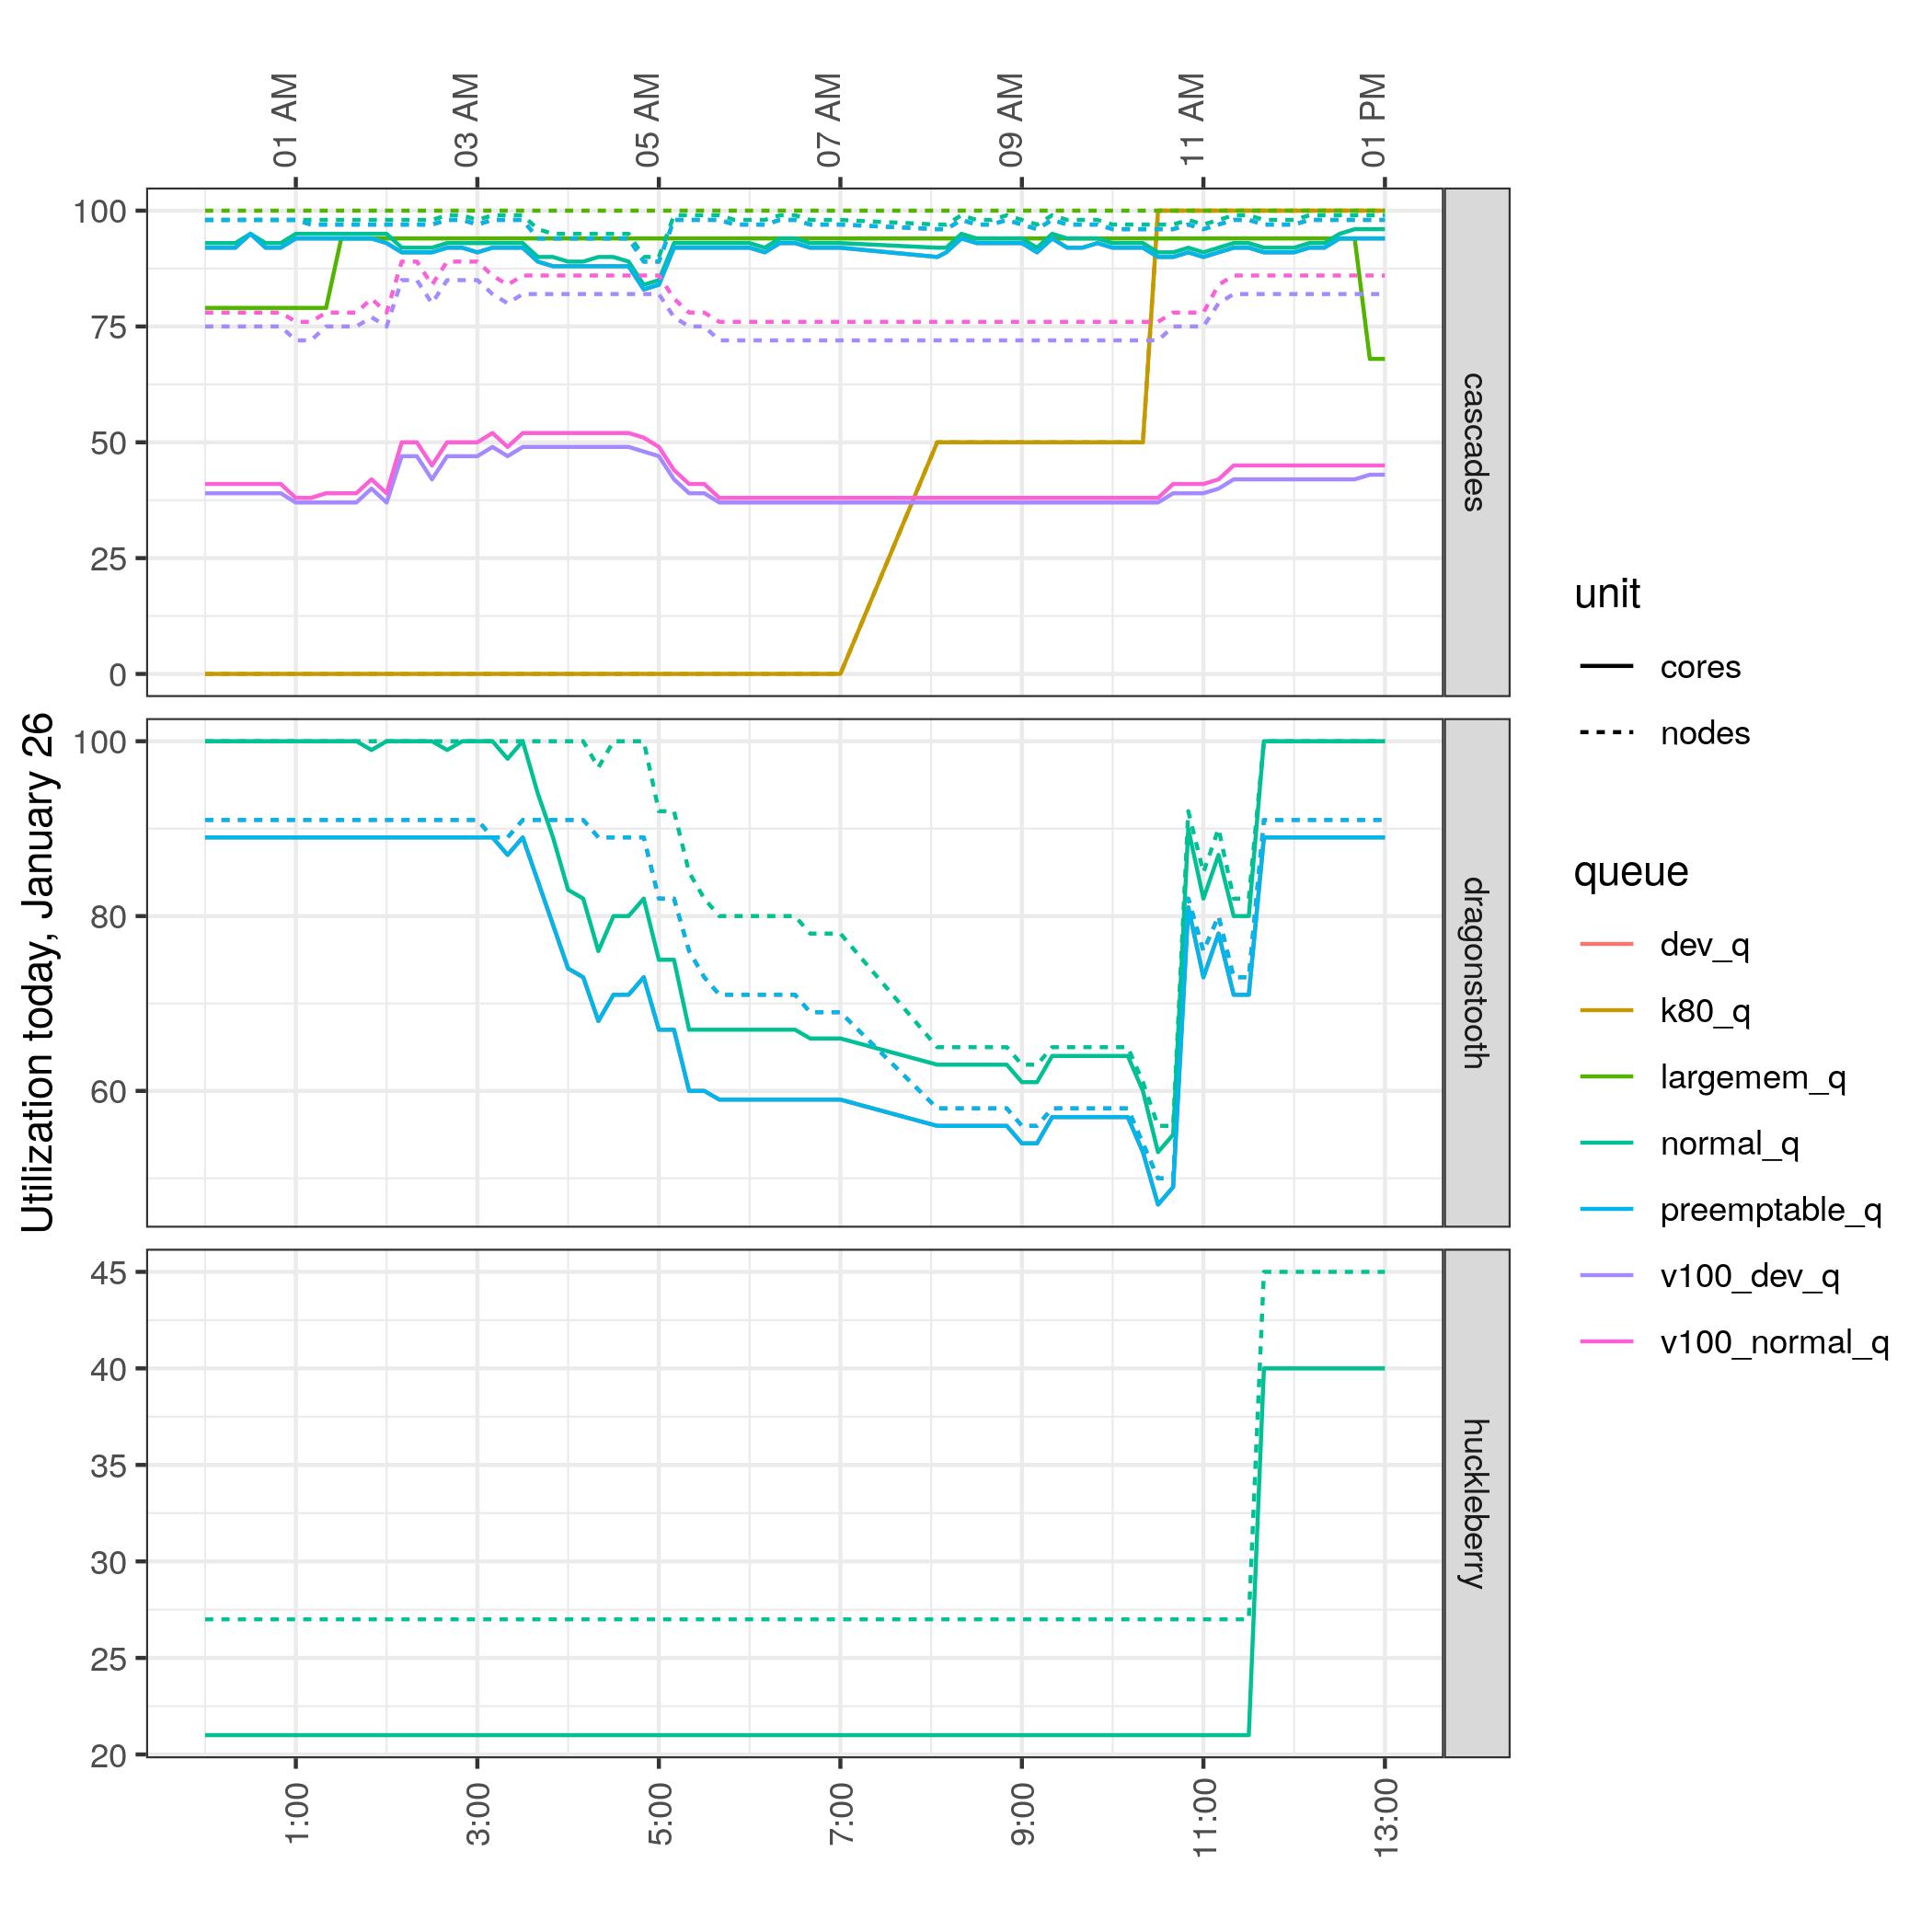 01 AM
03 AM
05 AM
07 AM
09 AM
11 AM
01 PM
Utilization today, January 26
100
75
50
25
0
cascades
100
80
60
dragonstooth
45
40
35
30
25
20
huckleberry
1:00
3:00
5:00
7:00
9:00
11:00
13:00
unit
cores
nodes
queue
dev_q
k80_q
largemem_q
normal_q
preemptable_q
v100_dev_q
v100_normal_q